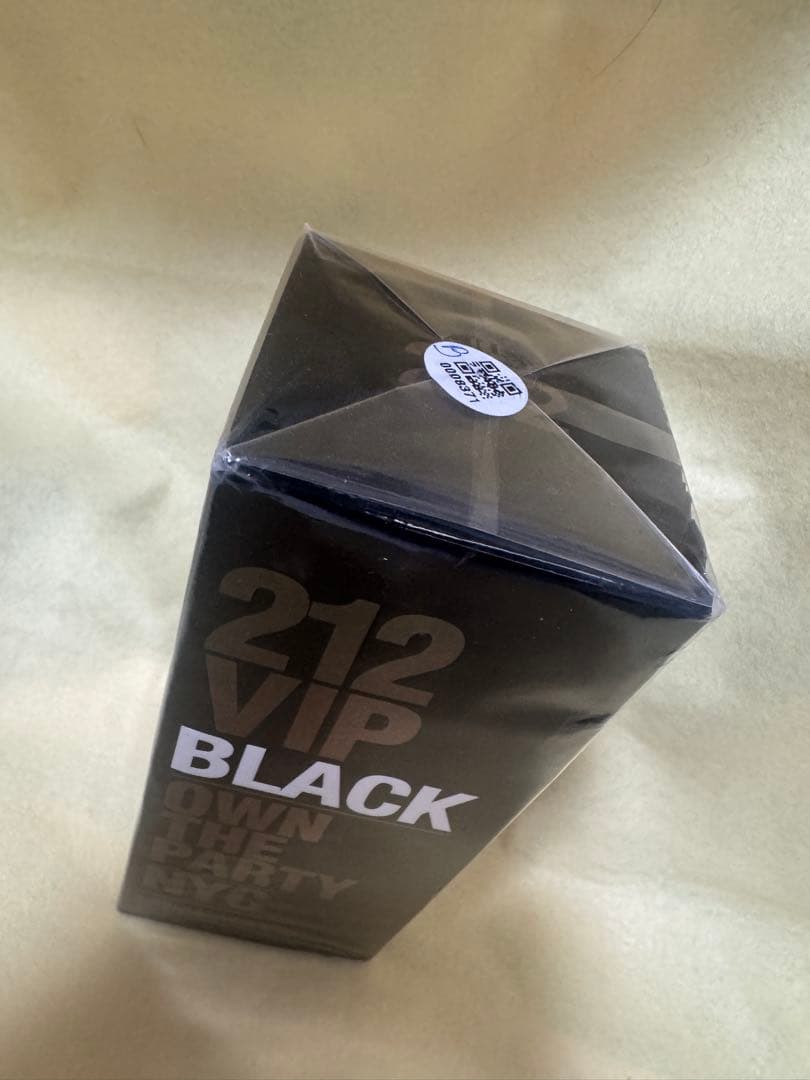 B
0008371
212
VIP
BLACK
OWN
THE
PARTY
NYC